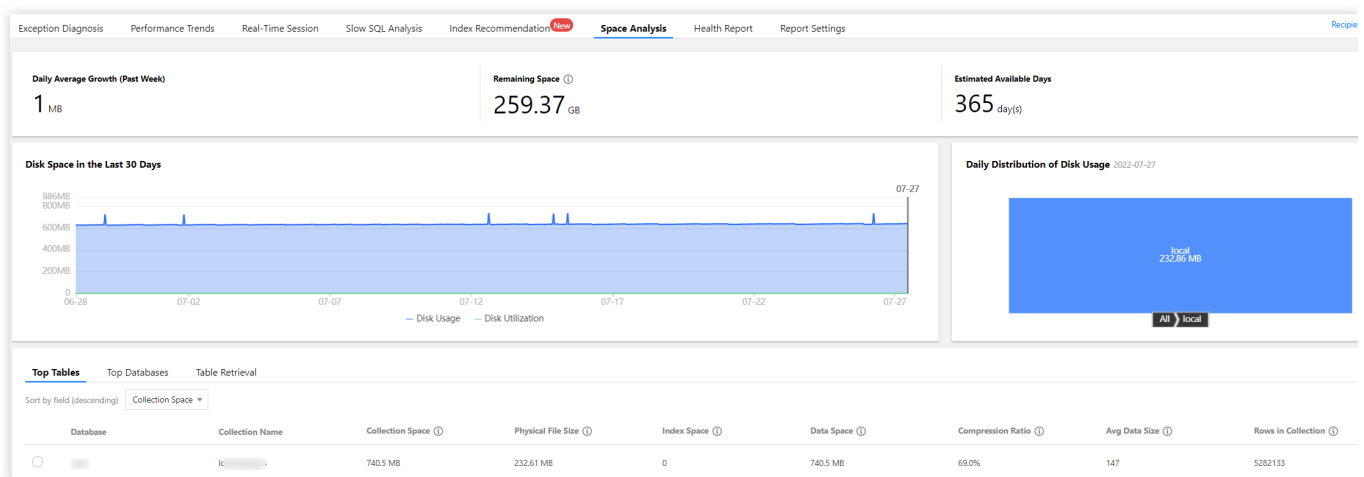 Exception Diagnosis Performance Trends Real-Time Session Slow SQL Analysis Index Recommendation New Space Analysis Health Report Report Settings
Daily Average Growth (Past Week) Remaining Space Estimated Available Days
1 MB 259.37 GB 365 day(s)
Disk Space in the Last 30 Days Daily Distribution of Disk Usage 2022-07-27
07-27
886MB
800MB
600MB
400MB
200MB
0
06-28 07-02 07-07 07-12 07-17 07-22 07-27
Disk Usage Disk Utilization
local
232.86 MB
All local
Top Tables Top Databases Table Retrieval
Sort by field (descending) Collection Space
Database Collection Name Collection Space Physical File Size Index Space Data Space Compression Ratio Avg Data Size Rows in Collection
740.5 MB 232.61 MB 0 740.5 MB 69.0% 147 5282133